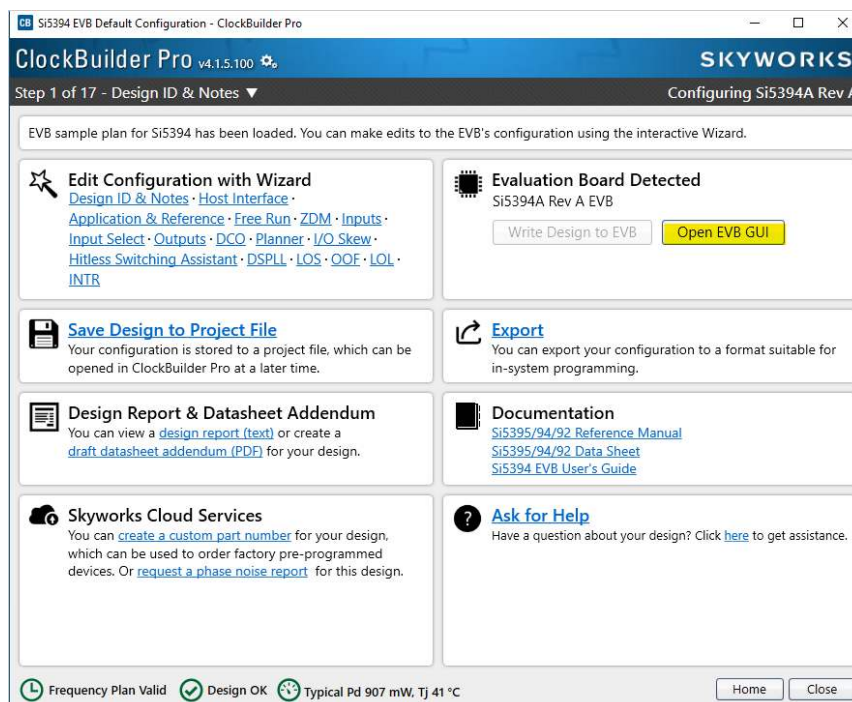 CB Si5394 EVB Default Configuration - ClockBuilder Pro
ClockBuilder Pro v4.1.5.100
SKYWORKS
Step 1 of 17 - Design ID & Notes ▼
Configuring Si5394A Rev A
EVB sample plan for Si5394 has been loaded. You can make edits to the EVB's configuration using the interactive Wizard.
Edit Configuration with Wizard
Design ID & Notes · Host Interface ·
Application & Reference · Free Run · ZDM · Inputs ·
Input Select · Outputs · DCO · Planner · I/O Skew ·
Hitless Switching Assistant · DSPLL · LOS · OOF · LOL ·
INTR
Evaluation Board Detected
Si5394A Rev A EVB
Write Design to EVB
Open EVB GUI
Save Design to Project File
Your configuration is stored to a project file, which can be
opened in ClockBuilder Pro at a later time.
Export
You can export your configuration to a format suitable for
in-system programming.
Design Report & Datasheet Addendum
You can view a design report (text) or create a
draft datasheet addendum (PDF) for your design.
Documentation
Si5395/94/92 Reference Manual
Si5395/94/92 Data Sheet
Si5394 EVB User's Guide
Skyworks Cloud Services
You can create a custom part number for your design,
which can be used to order factory pre-programmed
devices. Or request a phase noise report for this design.
? Ask for Help
Have a question about your design? Click here to get assistance.
Frequency Plan Valid
Design OK
Typical Pd 907 mW, Tj 41 °C
Home
Close